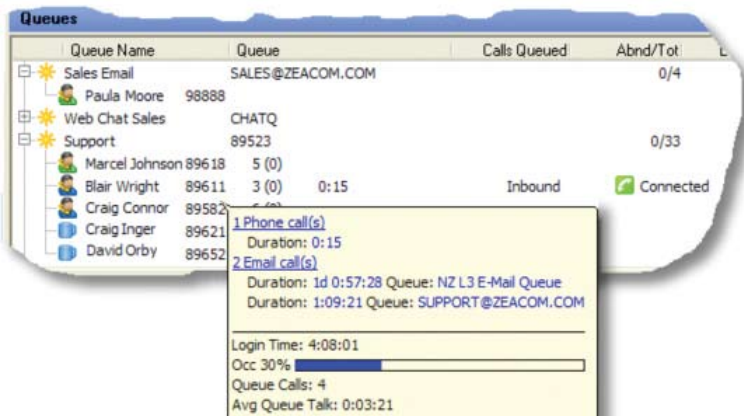 Queues
Queue Name Queue Calls Queued Abnd/Tot
Sales Email SALES@ZEACOM.COM 0/4
Paula Moore 98888
Web Chat Sales CHATQ
Support 89523 0/33
Marcel Johnson 89618 5 (0)
Blair Wright 89611 3 (0) 0:15 Inbound Connected
Craig Connor 89582
Craig Inger 89621
David Orby 89652
1 Phone call(s)
Duration: 0:15
2 Email call(s)
Duration: 1d 0:57:28 Queue: NZ L3 E-Mail Queue
Duration: 1:09:21 Queue: SUPPORT@ZEACOM.COM
Login Time: 4:08:01
Occ 30%
Queue Calls: 4
Avg Queue Talk: 0:03:21